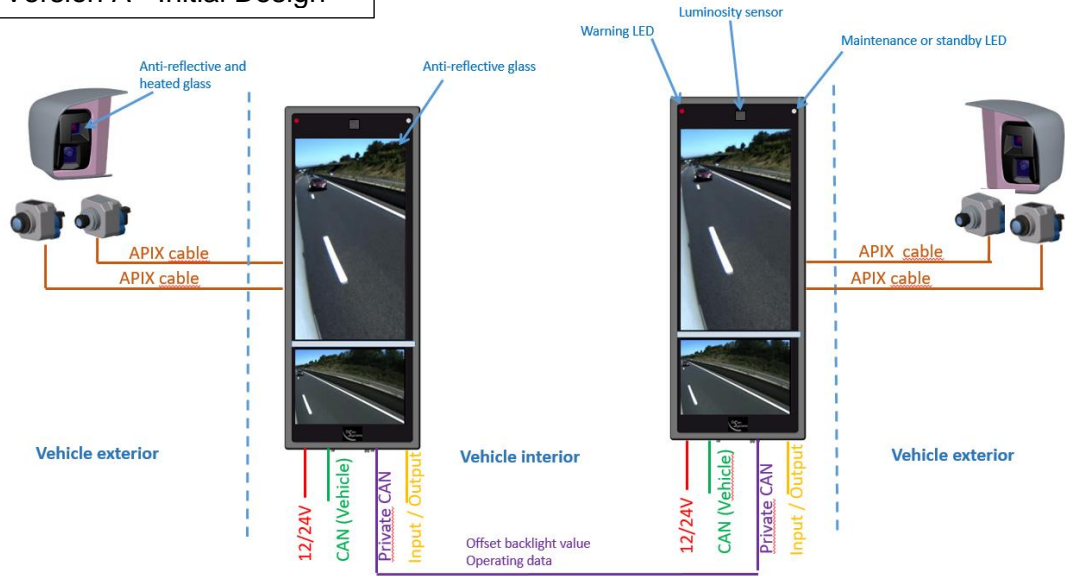 Version A - Initial Design
Luminosity sensor
Warning LED
Maintenance or standby LED
Anti-reflective and
heated glass
Anti-reflective glass
APIX cable
APIX cable
APIX cable
APIX cable
Vehicle exterior
Vehicle interior
Vehicle exterior
12/24V
CAN (Vehicle)
Private CAN
Input / Output
12/24V
CAN (Vehicle)
Private CAN
Input / Output
Offset backlight value
Operating data